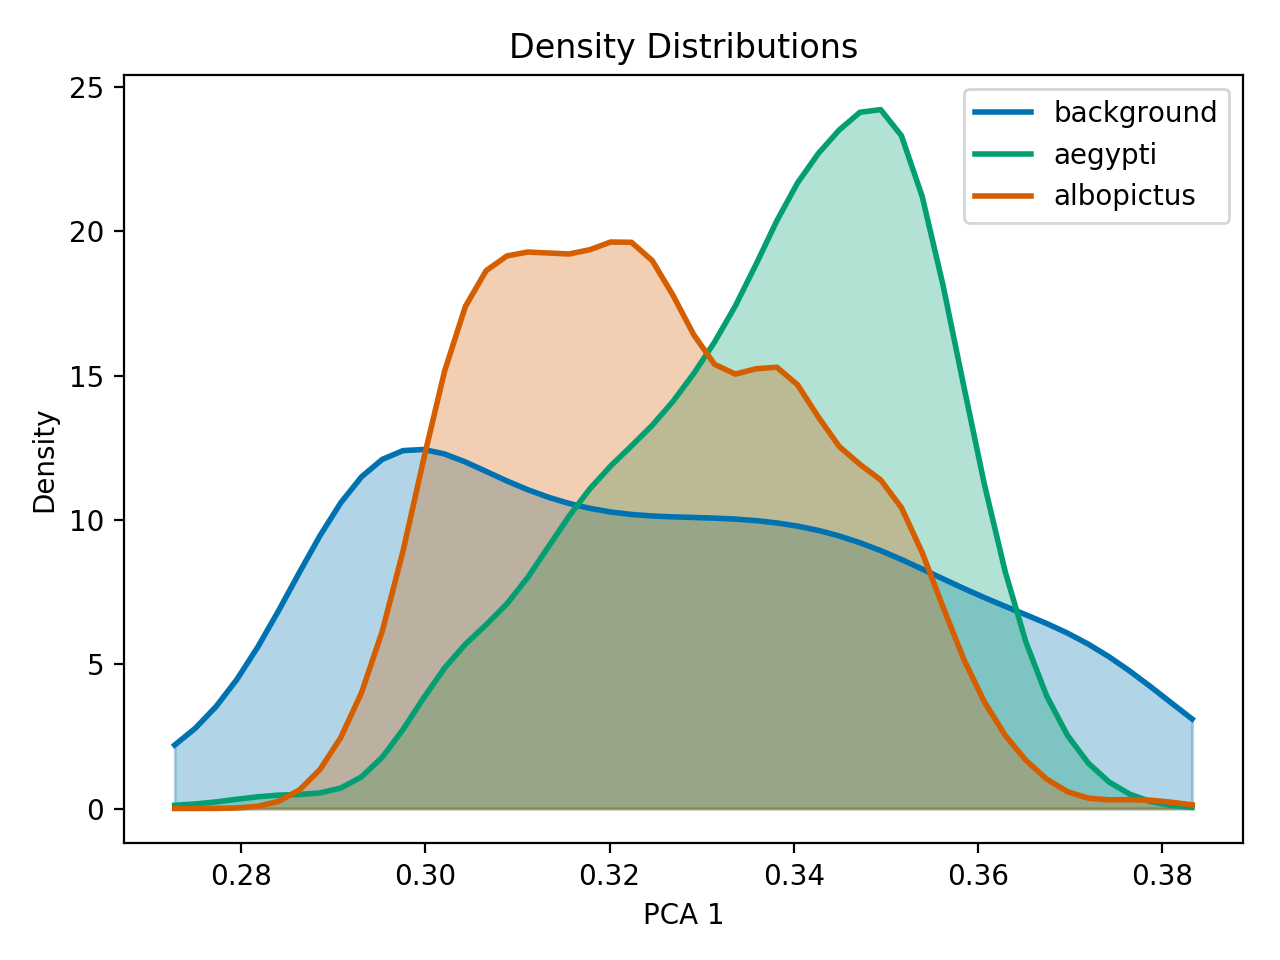 Density Distributions
25
20
15
10
5
0
Density
background
aegypti
albopictus
0.28 0.30 0.32 0.34 0.36 0.38
PCA 1